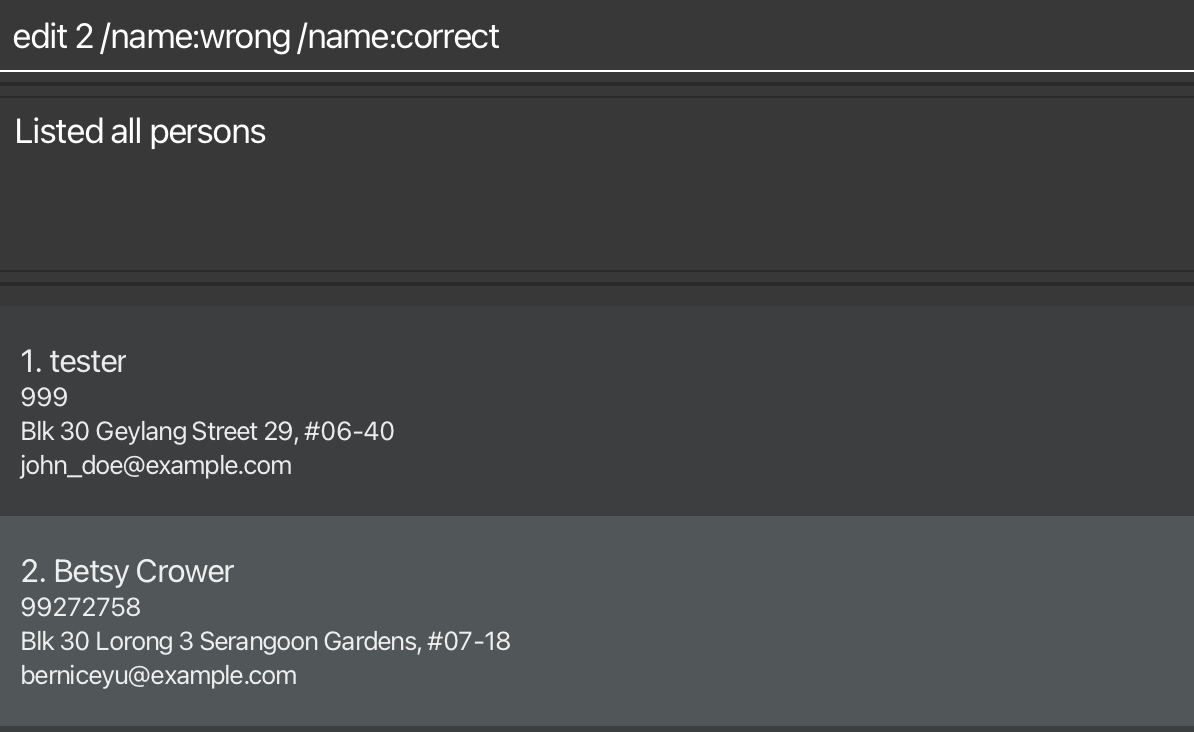 edit 2 /name:wrong /name:correct
Listed all persons
1. tester
999
Blk 30 Geylang Street 29, #06-40
john_doe@example.com
2. Betsy Crower
99272758
Blk 30 Lorong 3 Serangoon Gardens, #07-18
berniceyu@example.com